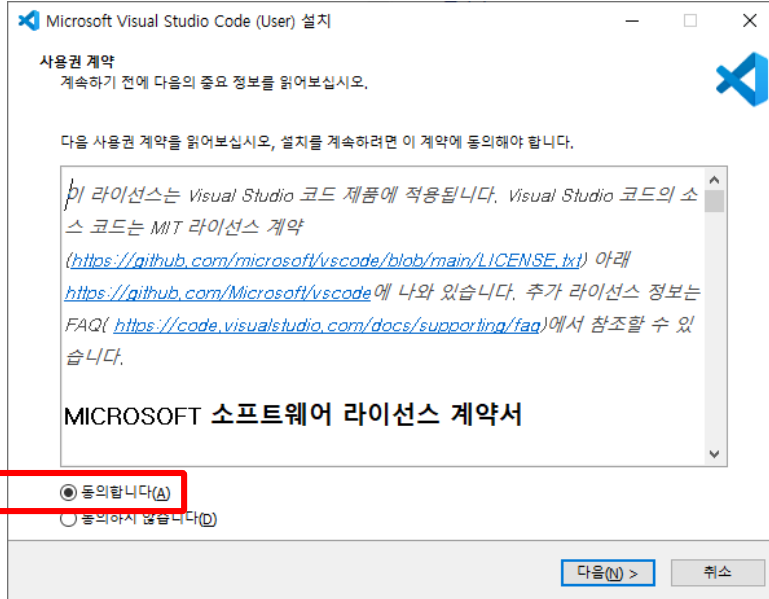 Microsoft Visual Studio Code (User) 설치
사용권 계약
계속하기 전에 다음의 중요 정보를 읽어보십시오.
다음 사용권 계약을 읽어보십시오, 설치를 계속하려면 이 계약에 동의해야 합니다.
이 라이선스는 Visual Studio 코드 제품에 적용됩니다. Visual Studio 코드의 소
스 코드는 MIT 라이선스 계약
(https://github.com/microsoft/vscode/blob/main/LICENSE.txt) 아래
https://github.com/Microsoft/vscode에 나와 있습니다. 추가 라이선스 정보는
FAQ( https://code.visualstudio.com/docs/supporting/faq)에서 참조할 수 있
습니다.
MICROSOFT 소프트웨어 라이선스 계약서
동의합니다(A)
동의하지 않습니다(D)
다음(N) >
취소